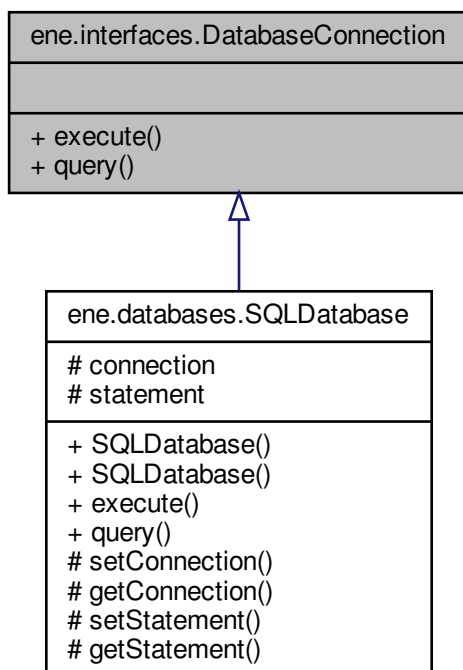 ene.interfaces.DatabaseConnection
+ execute()
+ query()
ene.databases.SQLDatabase
# connection
# statement
+ SQLDatabase()
+ SQLDatabase()
+ execute()
+ query()
# setConnection()
# getConnection()
# setStatement()
# getStatement()